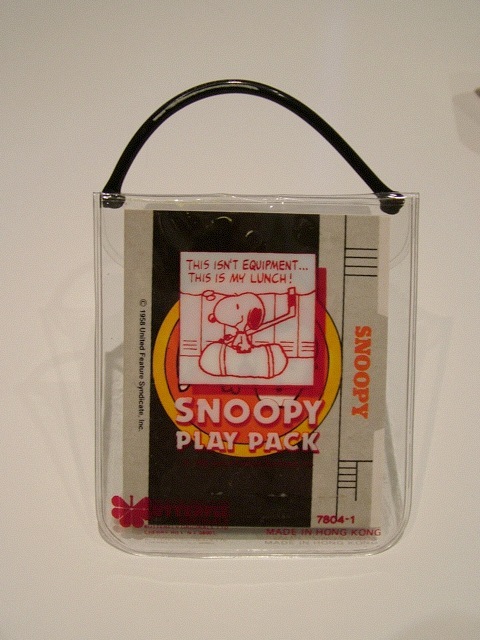 THIS ISN'T EQUIPMENT...
THIS IS MY LUNCH!
© 1958 United Feature Syndicate, Inc.
SNOOPY
SNOOPY
PLAY PACK
7804-1
MADE IN HONG KONG